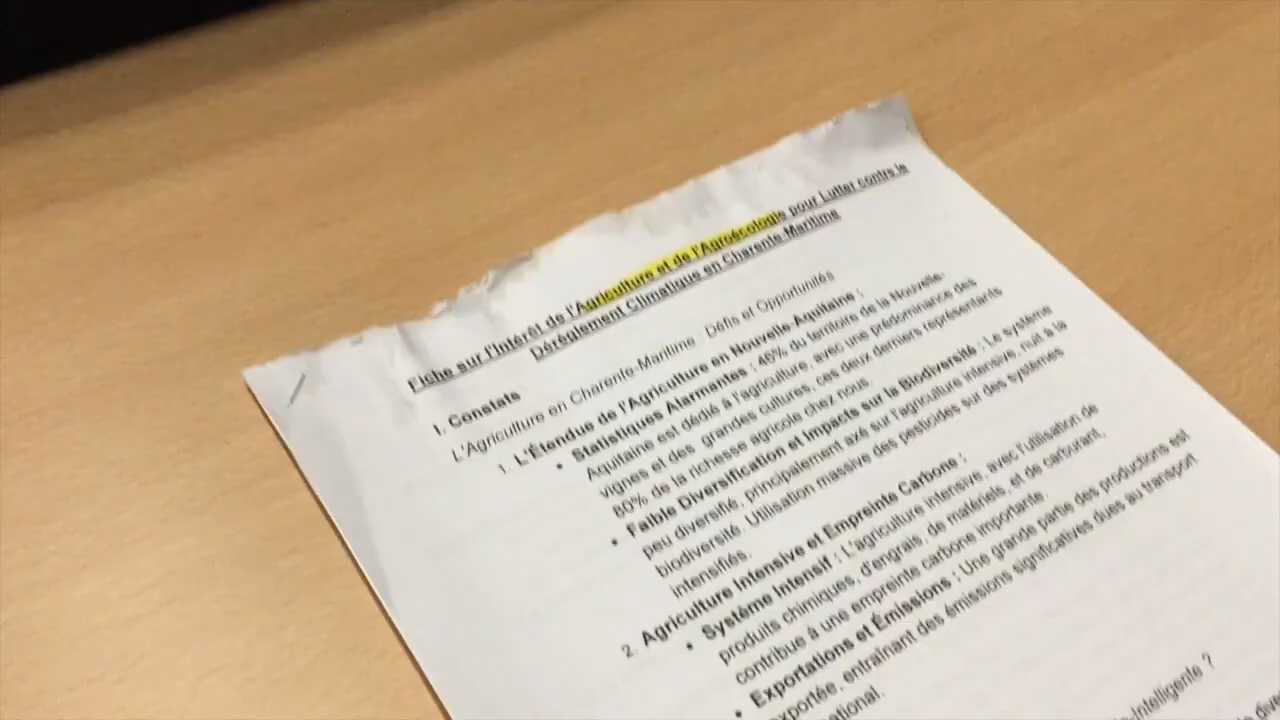 Fiche sur l'Intérêt de l'Agriculture et de l'Agroécologie pour Lutter contre le
Dérèglement Climatique en Charente Maritime
1. Constats
L'Agriculture en Charente-Maritime : Défis et Opportunités
1. L'Étendue de l'Agriculture en Nouvelle-Aquitaine :
• Statistiques Alarmantes : 46% du territoire de la Nouvelle-
Aquitaine est dédié à l'agriculture, avec une prédominance des
vignes et des grandes cultures, ces deux derniers représentants
80% de la richesse agricole chez nous.
• Faible Diversification et Impacts sur la Biodiversité : Le système
peu diversifié, principalement axé sur l'agriculture intensive, nuit à la
biodiversité. Utilisation massive des pesticides sur des systèmes
intensifiés.
2. Agriculture Intensive et Empreinte Carbone :
• Système Intensif : L'agriculture intensive, avec l'utilisation de
produits chimiques, d'engrais, de matériels, et de carburant,
contribue à une empreinte carbone importante.
• Exportations et Émissions : Une grande partie des productions est
exportée, entraînant des émissions significatives dues au transport
-Intelligente ?